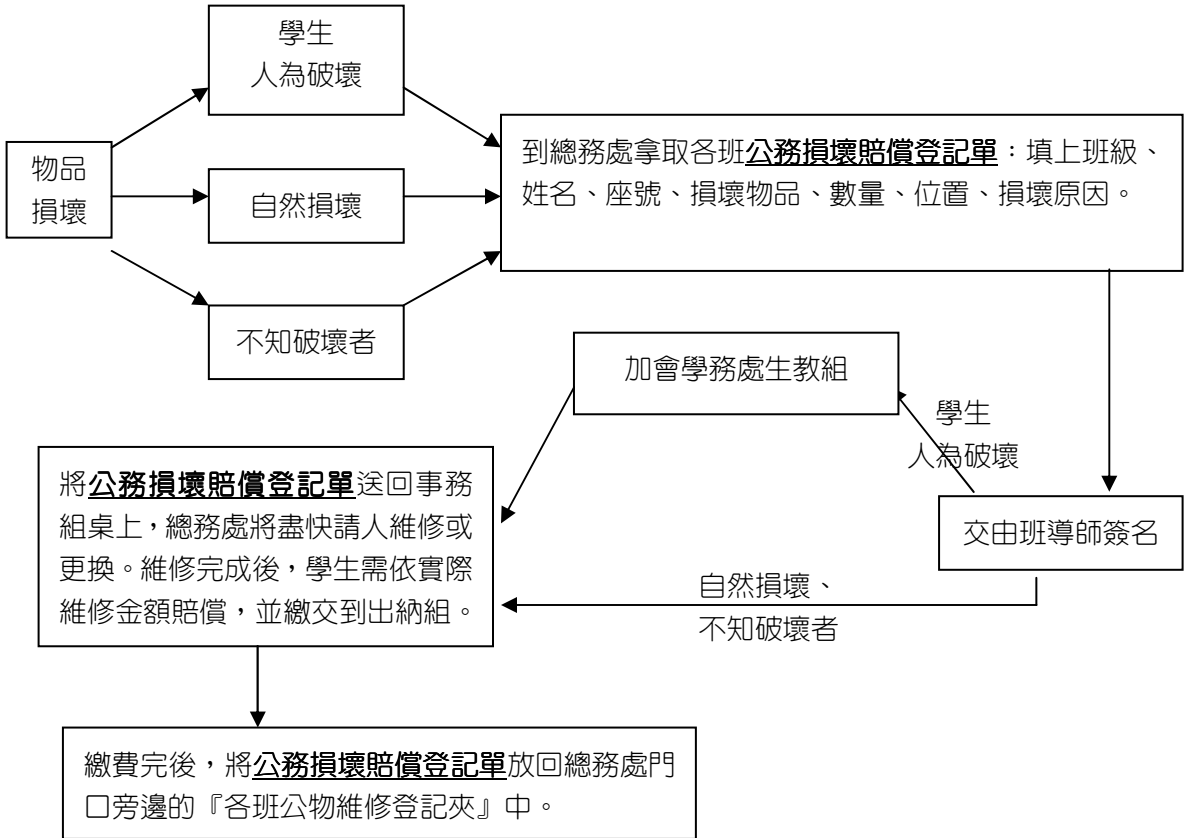 學生
人為破壞
物品
損壞
自然損壞
不知破壞者
到總務處拿取各班公務損壞賠償登記單：填上班級、
姓名、座號、損壞物品、數量、位置、損壞原因。
加會學務處生教組
學生
人為破壞
交由班導師簽名
自然損壞、
不知破壞者
將公務損壞賠償登記單送回事務
組桌上，總務處將盡快請人維修或
更換。維修完成後，學生需依實際
維修金額賠償，並繳交到出納組。
繳費完後，將公務損壞賠償登記單放回總務處門
口旁邊的『各班公物維修登記夾』中。